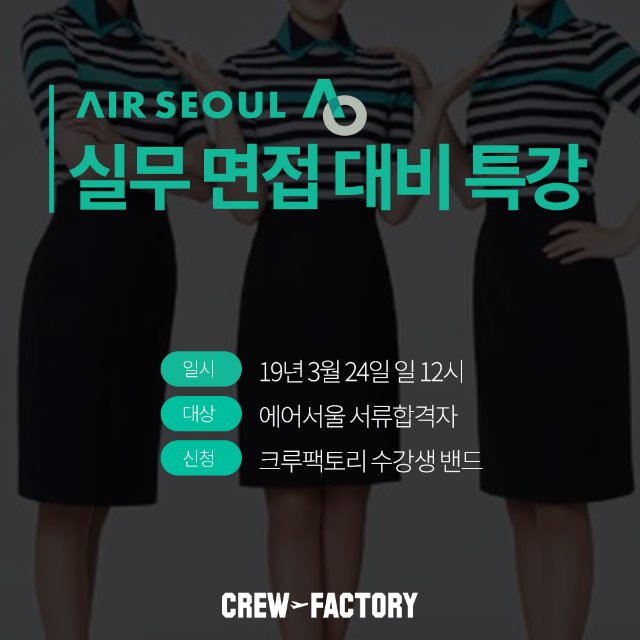 AIR SEOUL
실무 면접 대비 특강
일시 19년 3월 24일 일 12시
대상 에어서울 서류합격자
신청 크루팩토리 수강생 밴드
CREW FACTORY